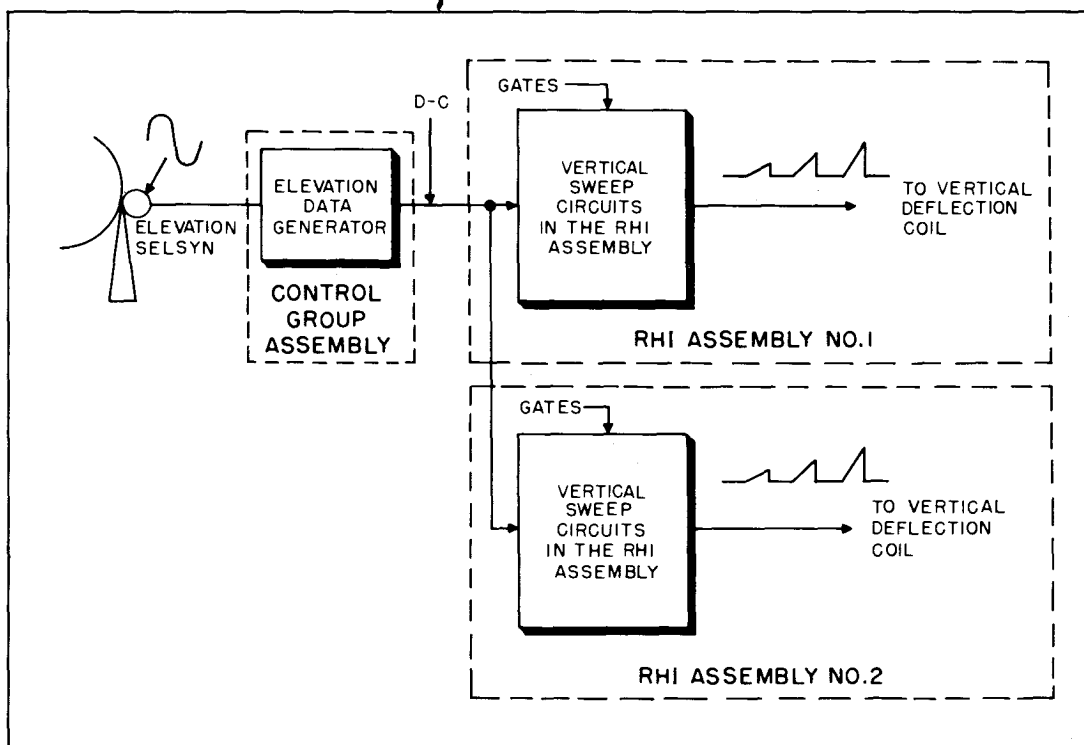 ELEVATION
SELSYN
ELEVATION
DATA
GENERATOR
CONTROL
GROUP
ASSEMBLY
D-C
GATES
VERTICAL
SWEEP
CIRCUITS
IN THE RHI
ASSEMBLY
TO VERTICAL
DEFLECTION
COIL
RHI ASSEMBLY NO.1
GATES
VERTICAL
SWEEP
CIRCUITS
IN THE RHI
ASSEMBLY
TO VERTICAL
DEFLECTION
COIL
RHI ASSEMBLY NO.2